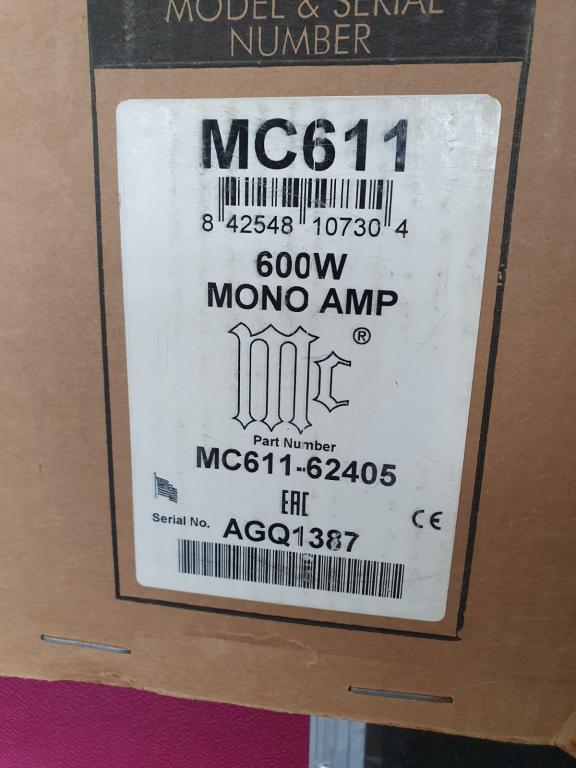 MODEL & SERIAL
NUMBER
MC611
8 42548 10730 4
600W
MONO AMP
Mc ®
Part Number
MC611-62405
EAC
CE
Serial No. AGQ1387